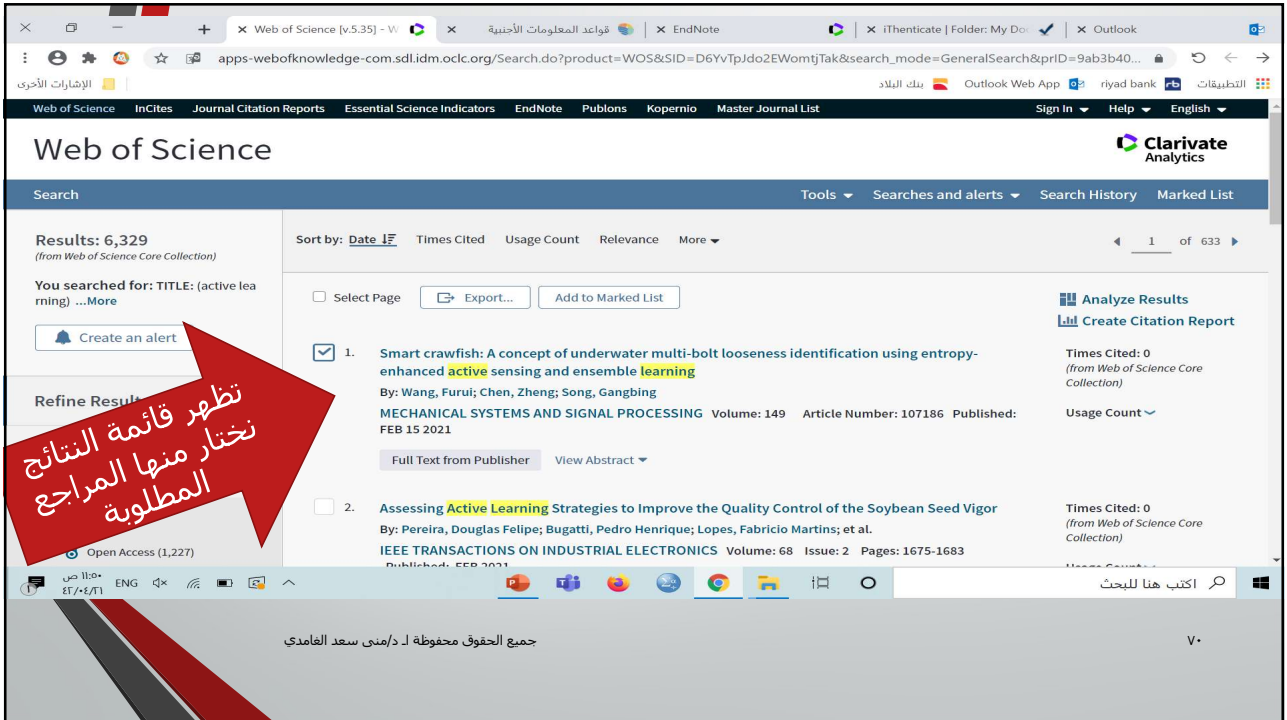 Web of Science [v.5.35] - W
قواعد المعلومات الأجنبية
EndNote
iThenticate | Folder: My Do
Outlook
apps-webofknowledge-com.sdl.idm.oclc.org/Search.do?product=WOS&SID=D6YvTpJdo2EWomtjTak&search_mode=GeneralSearch&prID=9ab3b40...
الإشارات الأخرى
بنك البلاد
Outlook Web App
riyad bank
التطبيقات
Web of Science InCites Journal Citation Reports Essential Science Indicators EndNote Publons Kopernio Master Journal List Sign In Help English
Web of Science
Clarivate
Analytics
Search Tools Searches and alerts Search History Marked List
Results: 6,329
(from Web of Science Core Collection)
You searched for: TITLE: (active lea
rning) ...More
Create an alert
Refine Resul
تظهر قائمة النتائج
نختار منها المراجع
المطلوبة
Open Access (1,227)
Sort by: Date Times Cited Usage Count Relevance More
1 of 633
Select Page Export... Add to Marked List
Analyze Results
Create Citation Report
1. Smart crawfish: A concept of underwater multi-bolt looseness identification using entropy-
enhanced active sensing and ensemble learning
By: Wang, Furui; Chen, Zheng; Song, Gangbing
MECHANICAL SYSTEMS AND SIGNAL PROCESSING Volume: 149 Article Number: 107186 Published:
FEB 15 2021
Full Text from Publisher View Abstract
Times Cited: 0
(from Web of Science Core
Collection)
Usage Count
2. Assessing Active Learning Strategies to Improve the Quality Control of the Soybean Seed Vigor
By: Pereira, Douglas Felipe; Bugatti, Pedro Henrique; Lopes, Fabricio Martins; et al.
IEEE TRANSACTIONS ON INDUSTRIAL ELECTRONICS Volume: 68 Issue: 2 Pages: 1675-1683
Published: FEB 2021
Times Cited: 0
(from Web of Science Core
Collection)
Usage Count
١١:٥٠ ص
٤٢/٠٤/٢١
ENG
اكتب هنا للبحث
جميع الحقوق محفوظة لـ د/منى سعد الغامدي
٧٠